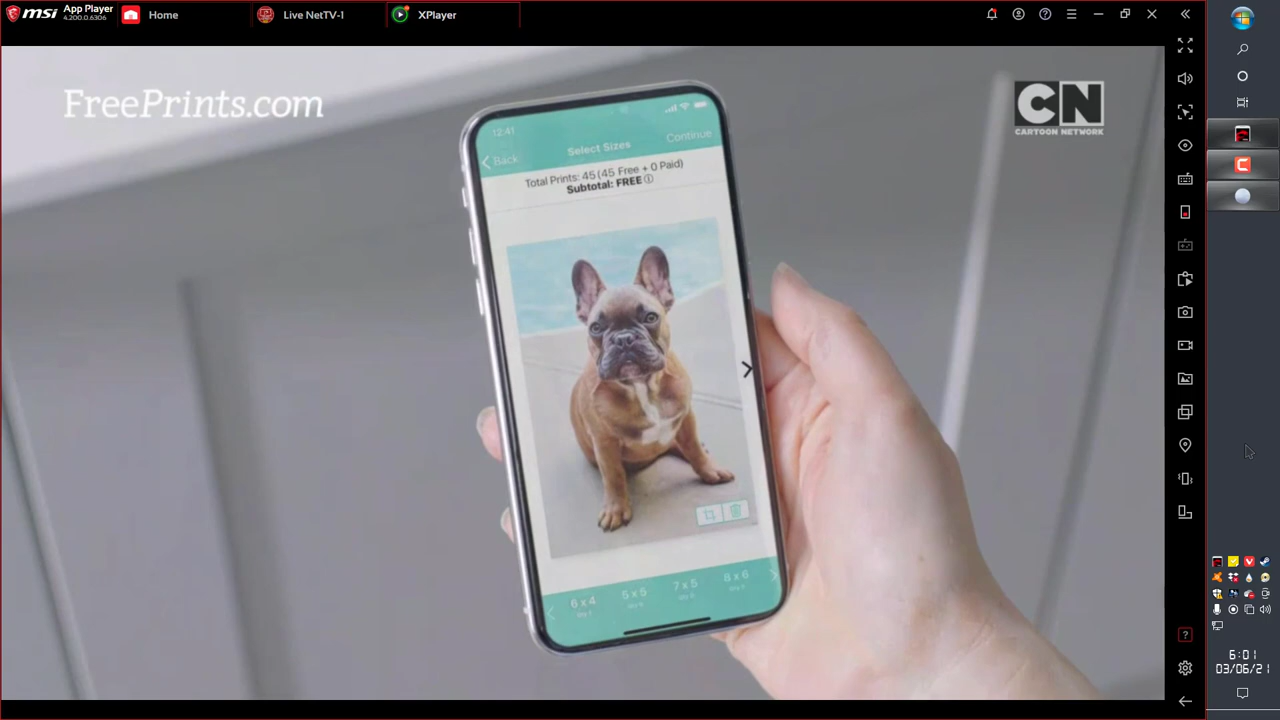 msi App Player
4.200.0.6306
Home
Live NetTV-1
XPlayer
FreePrints.com
CN
CARTOON NETWORK
12:41
Back
Select Sizes
Continue
Total Prints: 45 (45 Free + 0 Paid)
Subtotal: FREE
6 x 4
5 x 5
7 x 5
8 x 6
6:01
03/06/21